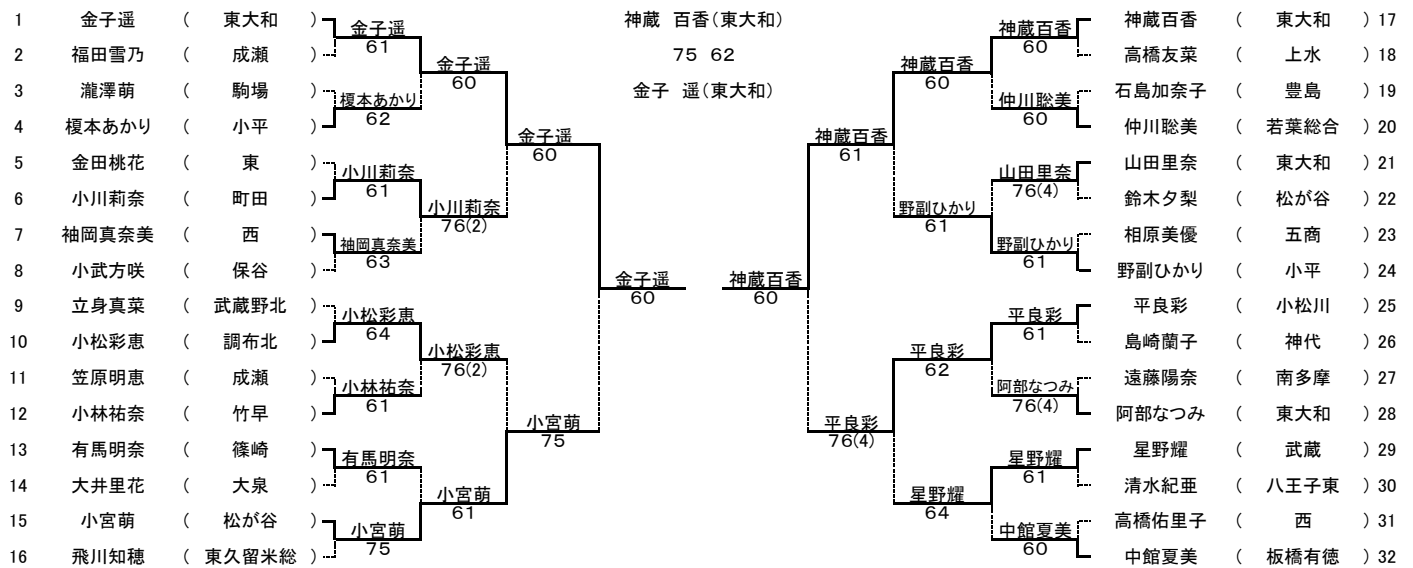 神蔵 百香(東大和)
75 62
金子 遥(東大和)
1 金子遥 ( 東大和 )
2 福田雪乃 ( 成瀬 )
3 瀧澤萌 ( 駒場 )
4 榎本あかり ( 小平 )
5 金田桃花 ( 東 )
6 小川莉奈 ( 町田 )
7 袖岡真奈美 ( 西 )
8 小武方咲 ( 保谷 )
9 立身真菜 ( 武蔵野北 )
10 小松彩恵 ( 調布北 )
11 笠原明恵 ( 成瀬 )
12 小林祐奈 ( 竹早 )
13 有馬明奈 ( 篠崎 )
14 大井里花 ( 大泉 )
15 小宮萌 ( 松が谷 )
16 飛川知穂 ( 東久留米総 )
金子遥
61
榎本あかり
62
小川莉奈
61
袖岡真奈美
63
小松彩恵
64
小林祐奈
61
有馬明奈
61
小宮萌
75
金子遥
60
小川莉奈
76(2)
小松彩恵
76(2)
小宮萌
61
金子遥
60
小宮萌
75
金子遥
60
神蔵百香
60
神蔵百香
61
平良彩
76(4)
神蔵百香
60
野副ひかり
61
平良彩
62
星野耀
64
神蔵百香
60
仲川聡美
60
山田里奈
76(4)
野副ひかり
61
平良彩
61
阿部なつみ
76(4)
星野耀
61
中館夏美
60
神蔵百香 ( 東大和 ) 17
高橋友菜 ( 上水 ) 18
石島加奈子 ( 豊島 ) 19
仲川聡美 ( 若葉総合 ) 20
山田里奈 ( 東大和 ) 21
鈴木夕梨 ( 松が谷 ) 22
相原美優 ( 五商 ) 23
野副ひかり ( 小平 ) 24
平良彩 ( 小松川 ) 25
島崎蘭子 ( 神代 ) 26
遠藤陽奈 ( 南多摩 ) 27
阿部なつみ ( 東大和 ) 28
星野耀 ( 武蔵 ) 29
清水紀亜 ( 八王子東 ) 30
高橋佑里子 ( 西 ) 31
中館夏美 ( 板橋有徳 ) 32